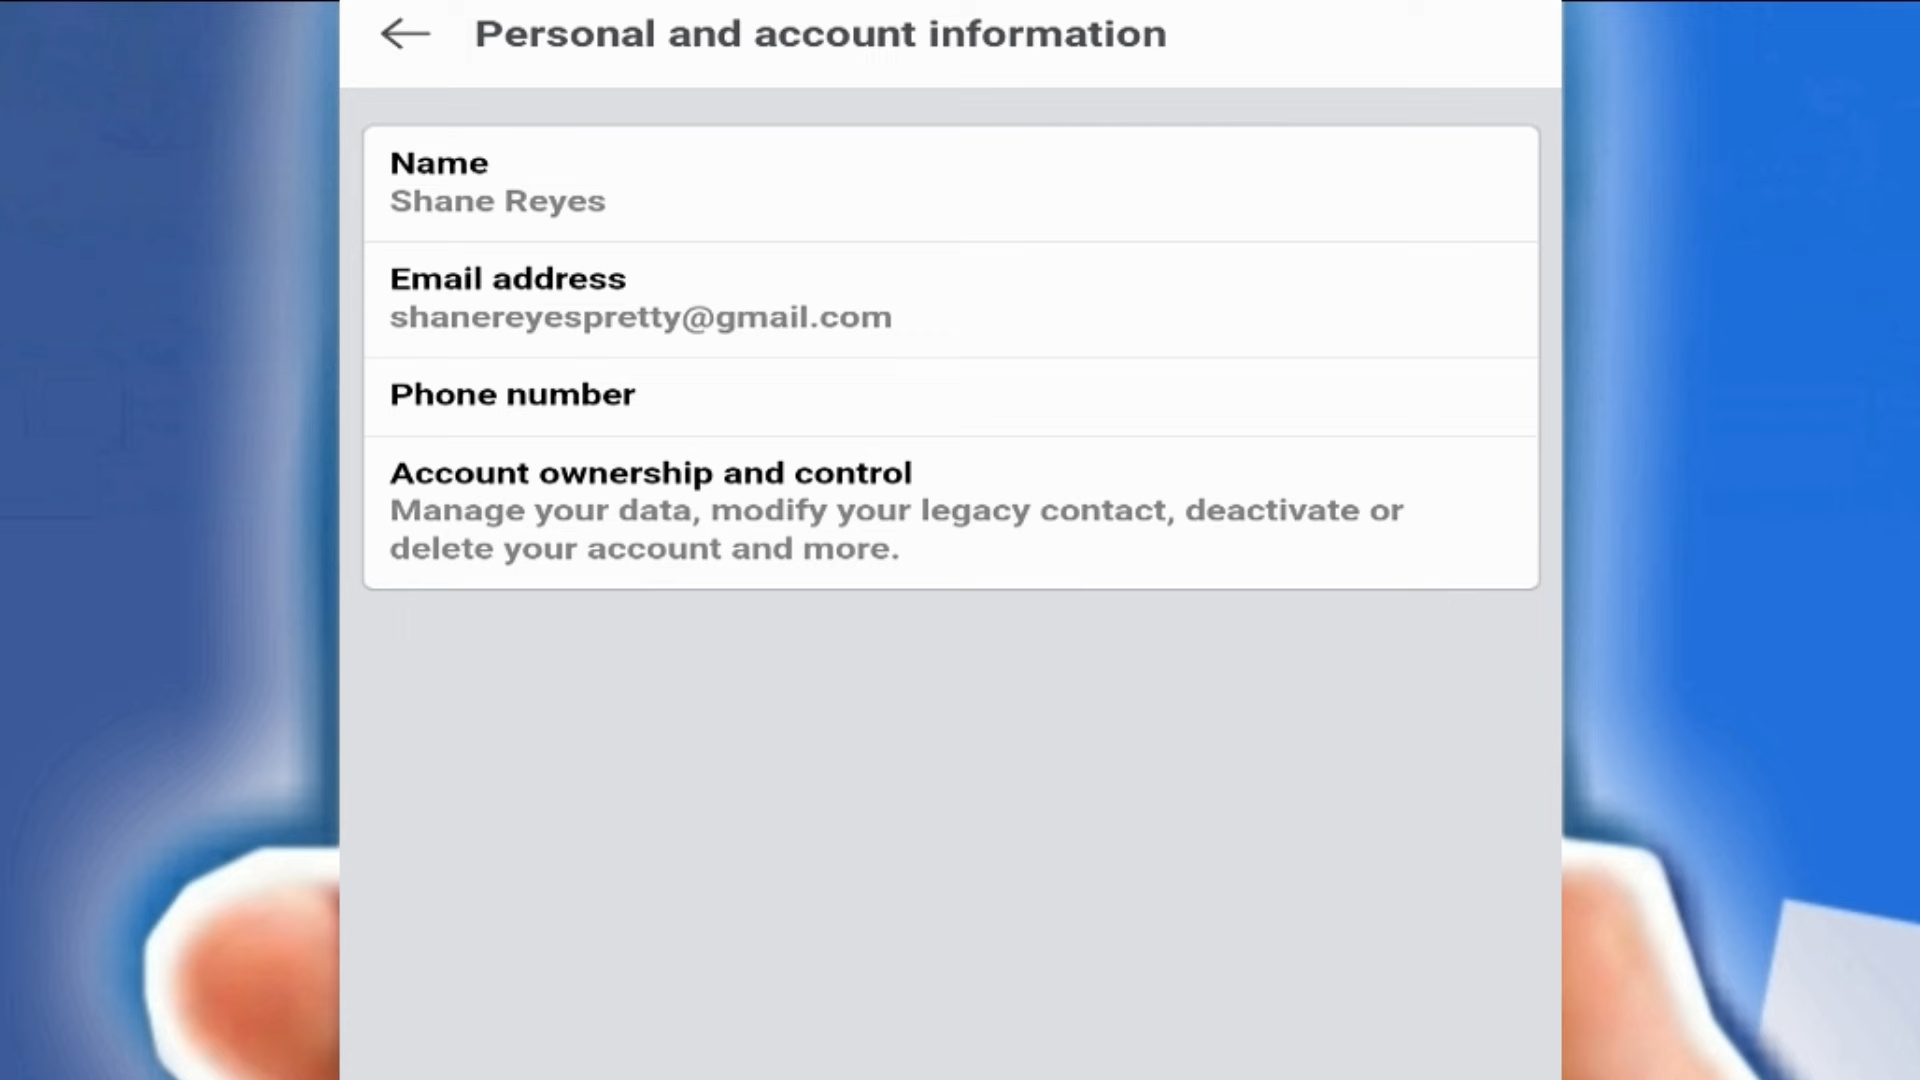 Personal and account information
Name
Shane Reyes
Email address
shanereyespretty@gmail.com
Phone number
Account ownership and control
Manage your data, modify your legacy contact, deactivate or
delete your account and more.